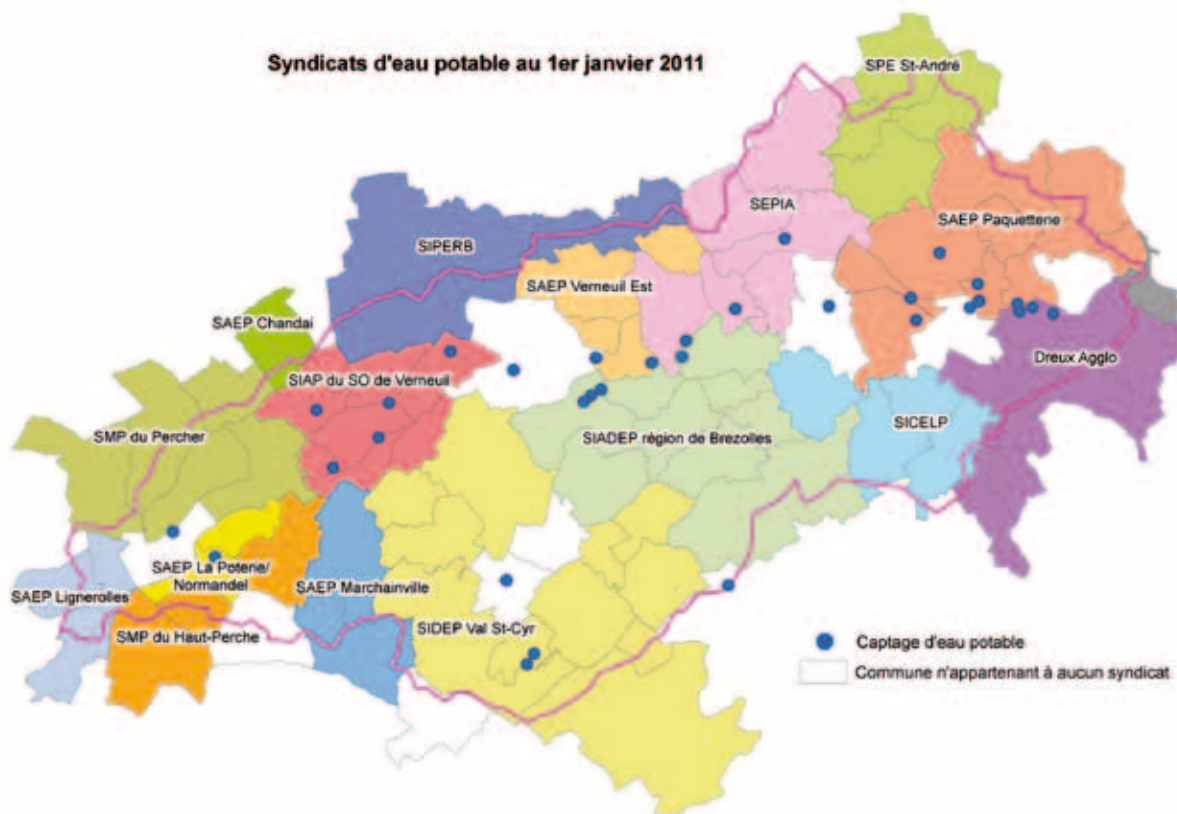 Syndicats d'eau potable au 1er janvier 2011
SPE St-André
SEPIA
SAEP Paquetterie
SIPERB
SAEP Verneuil Est
SAEP Chandai
Dreux Agglo
SIAP du SO de Verneuil
SMP du Percher
SIADEP région de Brezolles
SICELP
SAEP La Poterie/
Normandel
SAEP Lignerolles
SAEP Marchainville
SMP du Haut-Perche
SIDEP Val St-Cyr
Captage d'eau potable
Commune n'appartenant à aucun syndicat